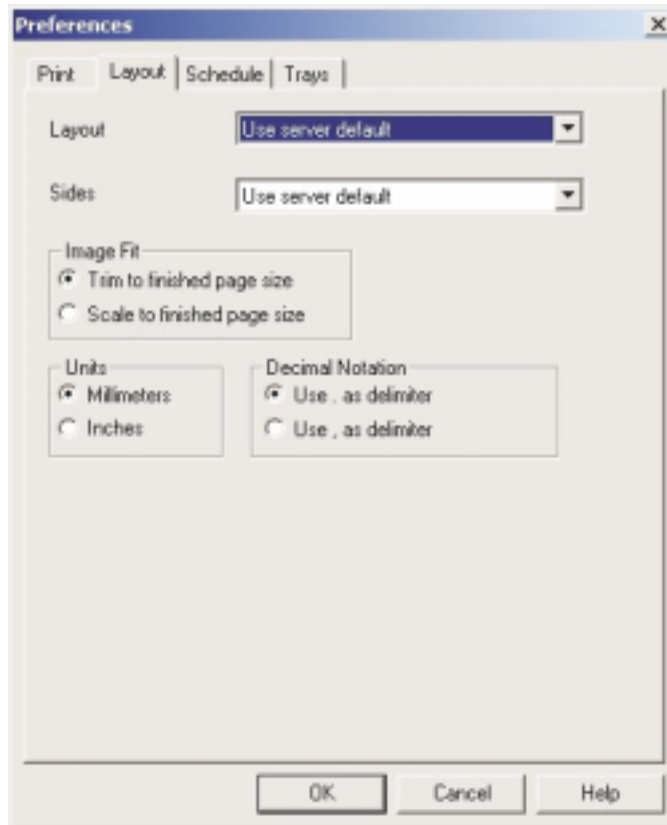 Preferences
Print Layout Schedule Trays
Layout Use server default
Sides Use server default
Image Fit
Trim to finished page size
Scale to finished page size
Units
Millimeters
Inches
Decimal Notation
Use . as delimiter
Use , as delimiter
OK Cancel Help